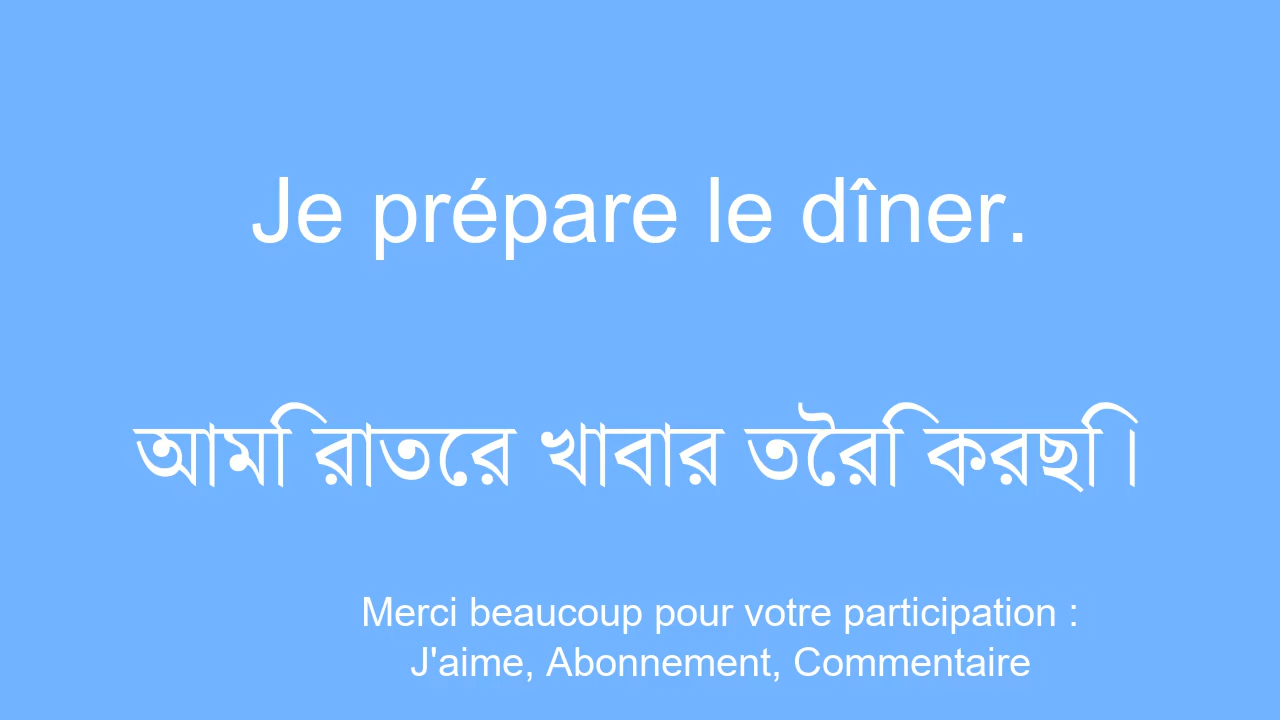 Je prépare le dîner.
আমি রাতের খাবার তৈরি করছি।
Merci beaucoup pour votre participation :
J'aime, Abonnement, Commentaire